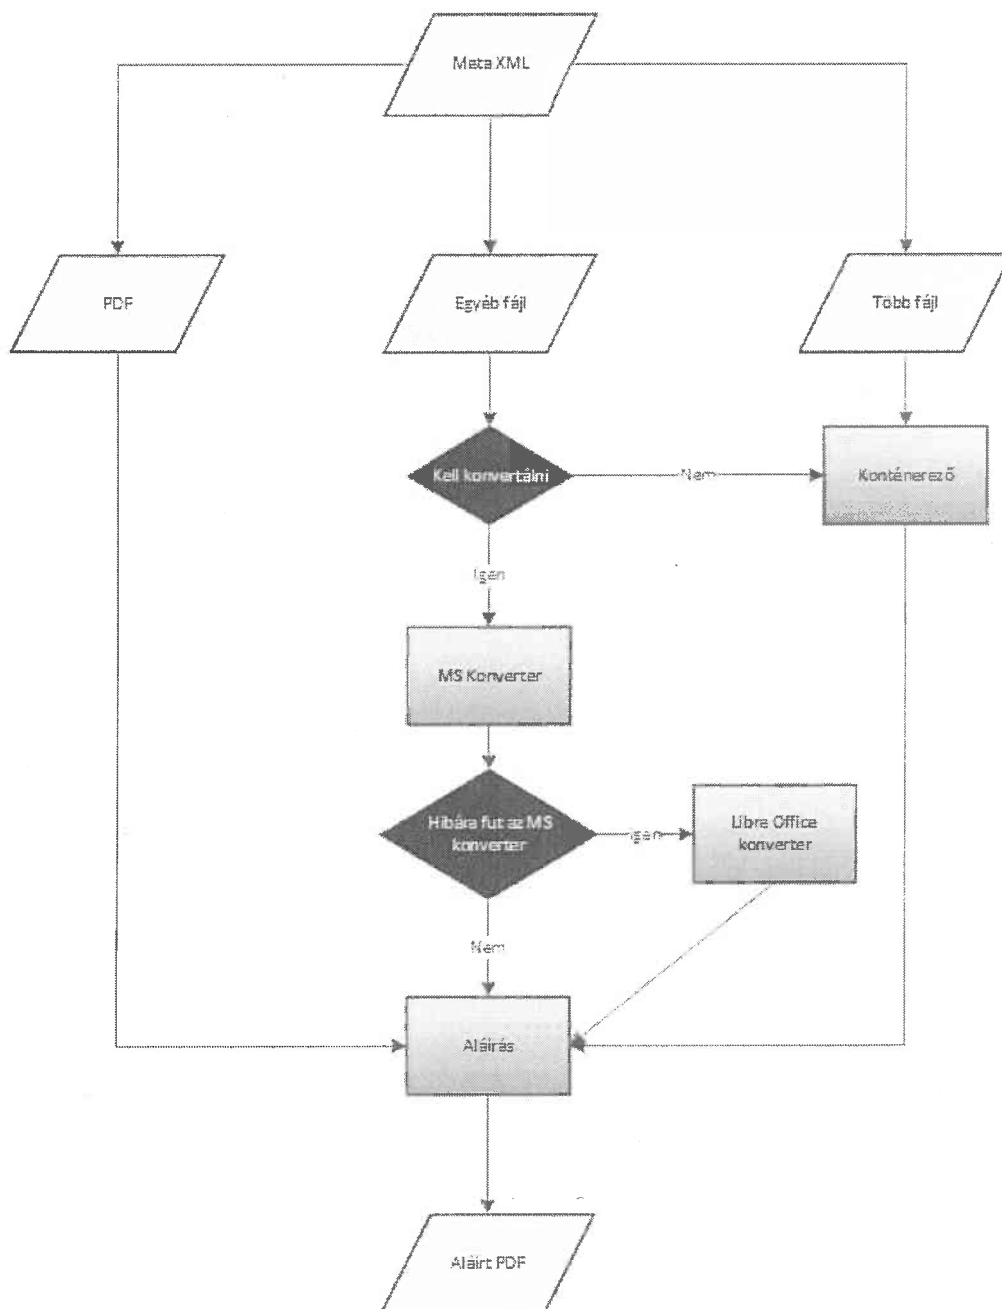 Meta XML
PDF
Egyéb fájl
Több fájl
Kell konvertálni
Nem
Konténerező
Igen
MS Konverter
Hibára fut az MS
konverter
Igen
Libra Office
konverter
Nem
Aláírás
Aláírt PDF